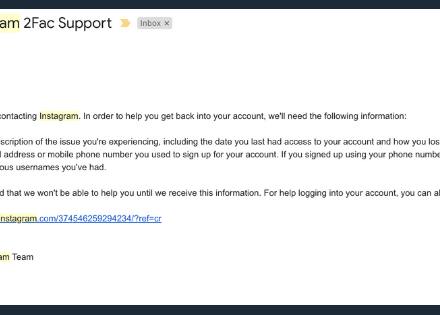 am 2Fac Support Inbox ×
contacting Instagram. In order to help you get back into your account, we'll need the following information:
scription of the issue you're experiencing, including the date you last had access to your account and how you los
l address or mobile phone number you used to sign up for your account. If you signed up using your phone numbe
ous usernames you've had.
d that we won't be able to help you until we receive this information. For help logging into your account, you can al
nstagram.com/374546259294234/?ref=cr
am Team